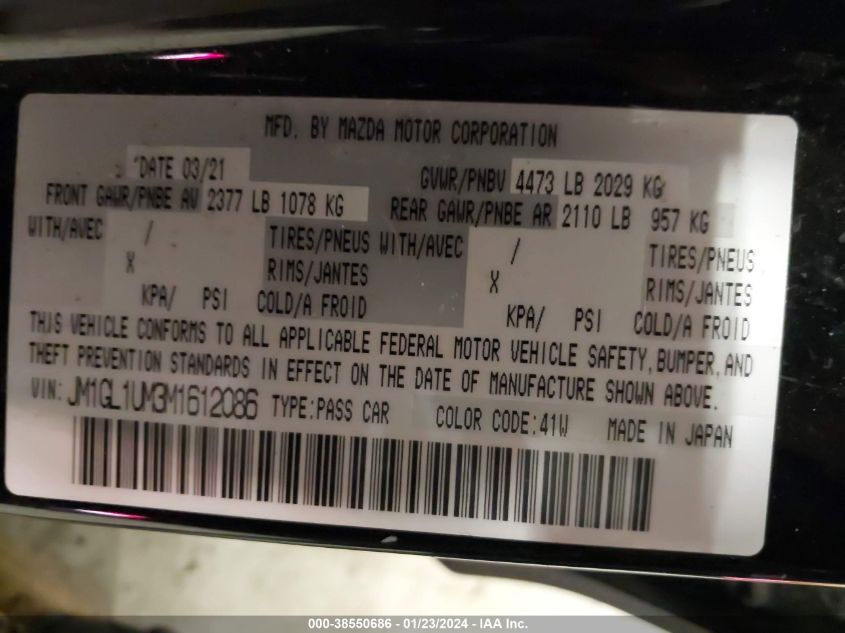 MFD. BY MAZDA MOTOR CORPORATION
*DATE 03/21 GVWR/PNBV 4473 LB 2029 KG
FRONT GAWR/PNBE AV 2377 LB 1078 KG REAR GAWR/PNBE AR 2110 LB 957 KG
WITH/AVEC / TIRES/PNEUS WITH/AVEC / TIRES/PNEUS
X RIMS/JANTES X RIMS/JANTES
KPA/ PSI COLD/A FROID KPA/ PSI COLD/A FROID
THIS VEHICLE CONFORMS TO ALL APPLICABLE FEDERAL MOTOR VEHICLE SAFETY, BUMPER, AND
THEFT PREVENTION STANDARDS IN EFFECT ON THE DATE OF MANUFACTURE SHOWN ABOVE.
VIN: JM1GL1UM3M1612086 TYPE:PASS CAR COLOR CODE:41W MADE IN JAPAN
000-38550686 - 01/23/2024 - IAA Inc.